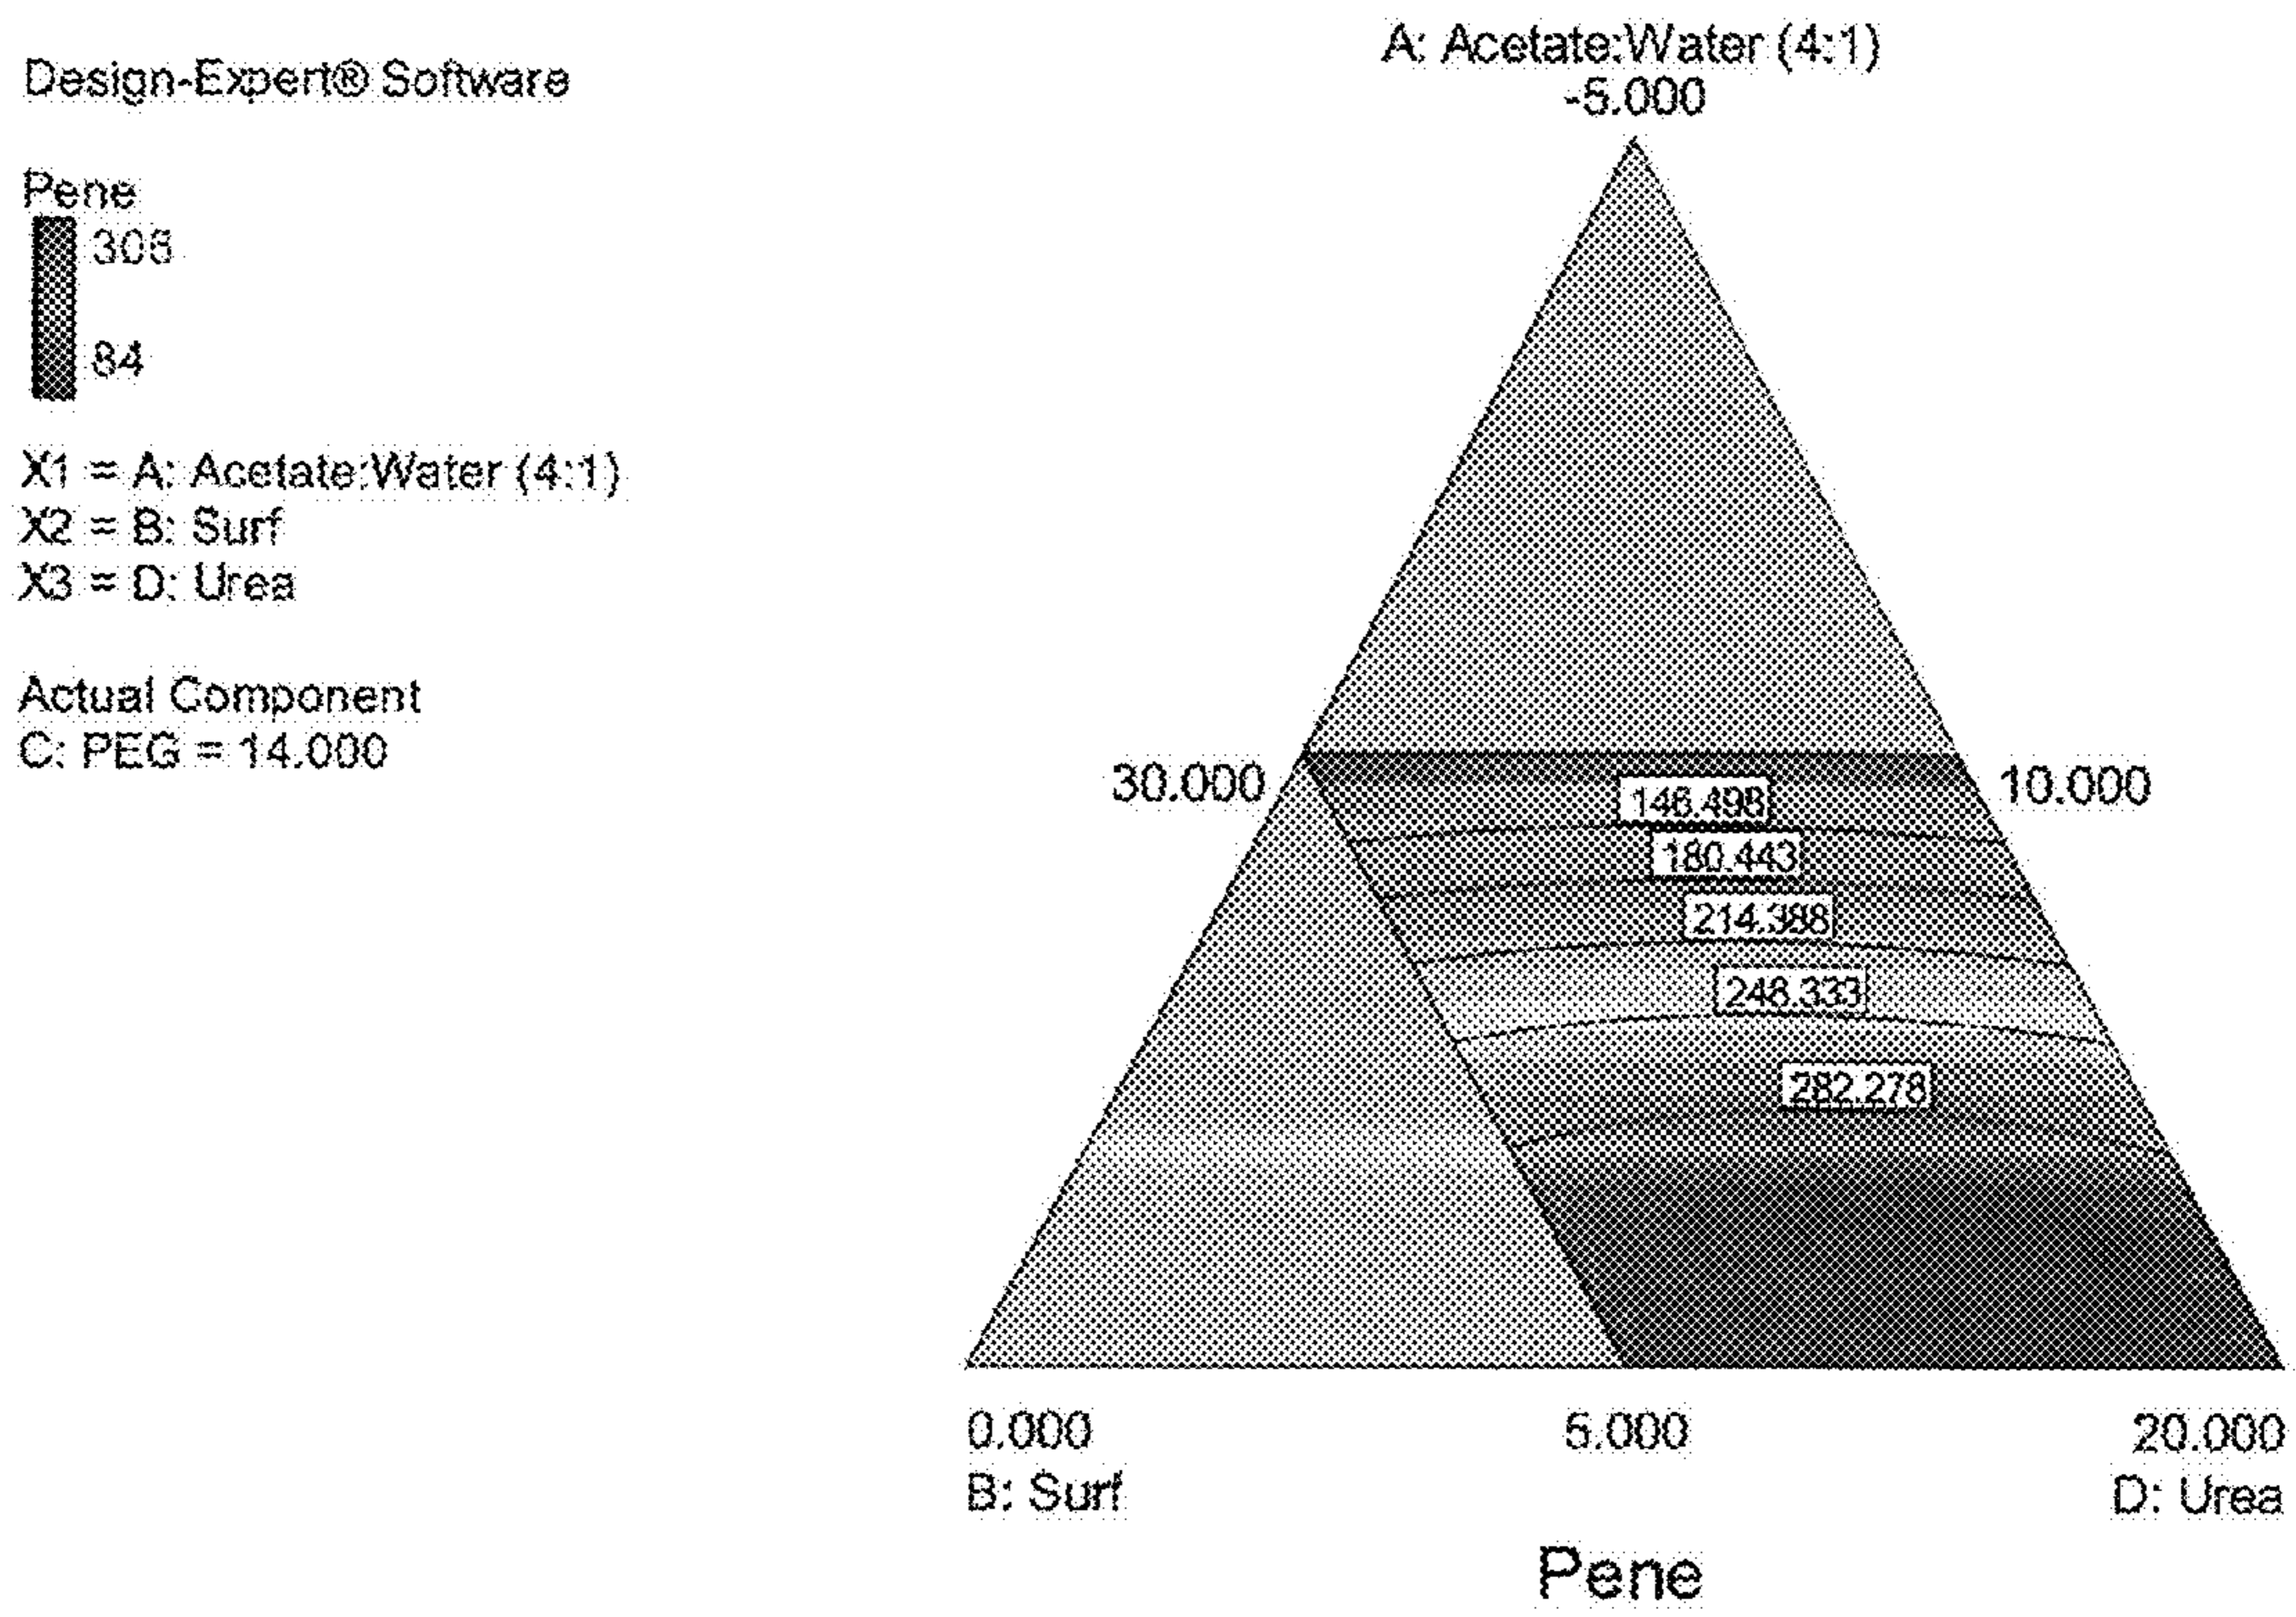 Design-Expert® Software
Pene
308
84
X1 = A: Acetate:Water (4:1)
X2 = B: Surf
X3 = D: Urea
Actual Component
C: PEG = 14.000
A: Acetate:Water (4:1)
-5.000
30.000
10.000
146.498
180.443
214.388
248.333
282.278
0.000
5.000
20.000
B: Surf
D: Urea
Pene